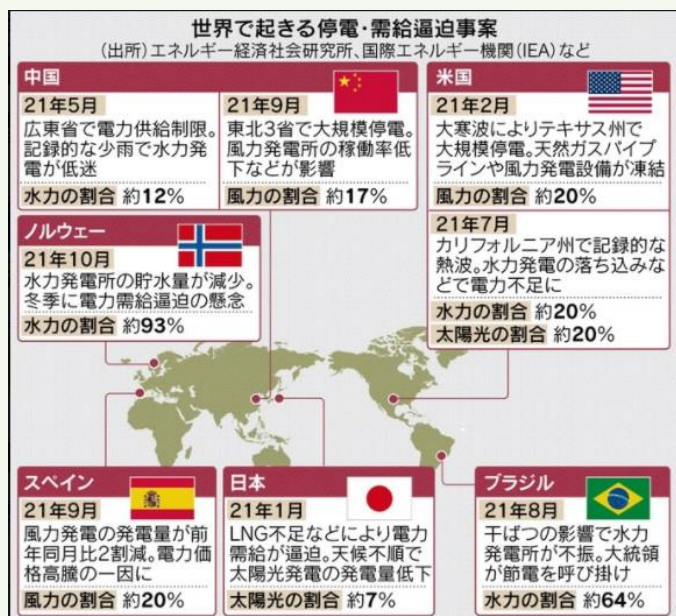 世界で起きる停電・需給逼迫事案
（出所）エネルギー経済社会研究所、国際エネルギー機関（IEA）など
中国
21年5月
広東省で電力供給制限。
記録的な少雨で水力発
電が低迷
水力の割合 約12%
21年9月
東北3省で大規模停電。
風力発電所の稼働率低
下などが影響
風力の割合 約17%
米国
21年2月
大寒波によりテキサス州で
大規模停電。天然ガスパイプ
ラインや風力発電設備が凍結
風力の割合 約20%
21年7月
カリフォルニア州で記録的な
熱波。水力発電の落ち込みな
どで電力不足に
水力の割合 約20%
太陽光の割合 約20%
ノルウェー
21年10月
水力発電所の貯水量が減少。
冬季に電力需給逼迫の懸念
水力の割合 約93%
スペイン
21年9月
風力発電の発電量が前
年同月比2割減。電力価
格高騰の一因に
風力の割合 約20%
日本
21年1月
LNG不足などにより電力
需給が逼迫。天候不順で
太陽光発電の発電量低下
太陽光の割合 約7%
ブラジル
21年8月
干ばつの影響で水力
発電所が不振。大統領
が節電を呼び掛け
水力の割合 約64%